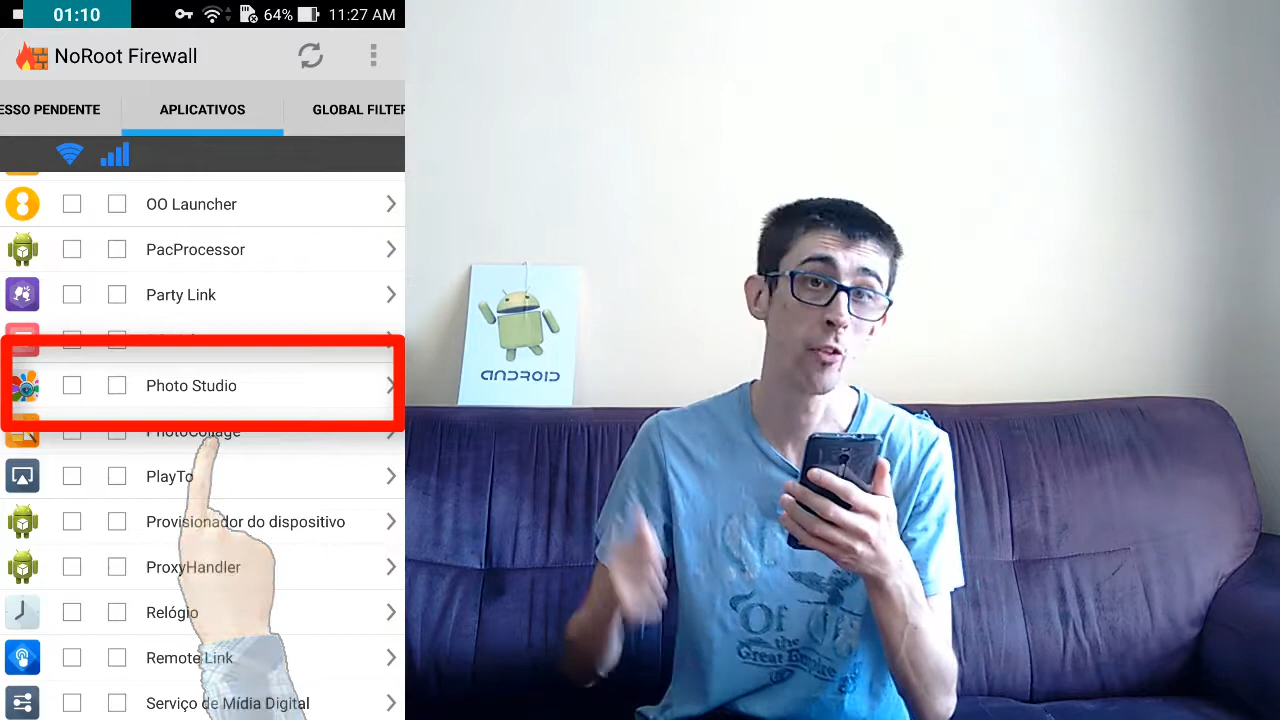 01:10 64% 11:27 AM
NoRoot Firewall
ESSO PENDENTE APLICATIVOS GLOBAL FILTER
OO Launcher
PacProcessor
Party Link
Photo Studio
PhotoCollage
PlayTo
Provisionador do dispositivo
ProxyHandler
Relógio
Remote Link
Serviço de Mídia Digital
ANDROID
Of
the
Great Empire